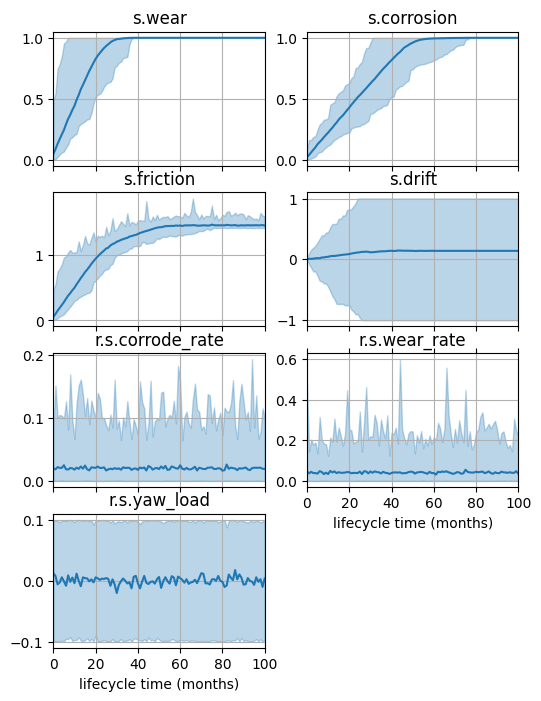 s.wear
s.corrosion
1.0
0.5
0.0
1.0
0.5
0.0
s.friction
s.drift
1
0
1
0
−1
r.s.corrode_rate
r.s.wear_rate
0.2
0.1
0.0
0.6
0.4
0.2
0.0
0 20 40 60 80 100
lifecycle time (months)
r.s.yaw_load
0.1
0.0
−0.1
0 20 40 60 80 100
lifecycle time (months)